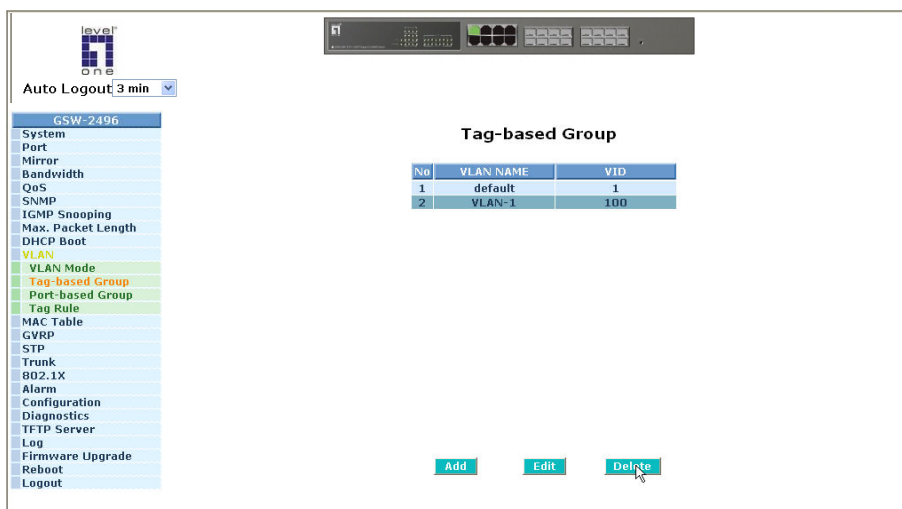 level
one
Auto Logout 3 min
GSW-2496
System
Port
Mirror
Bandwidth
QoS
SNMP
IGMP Snooping
Max. Packet Length
DHCP Boot
VLAN
VLAN Mode
Tag-based Group
Port-based Group
Tag Rule
MAC Table
GVRP
STP
Trunk
802.1X
Alarm
Configuration
Diagnostics
TFTP Server
Log
Firmware Upgrade
Reboot
Logout
Tag-based Group
No VLAN NAME VID
1 default 1
2 VLAN-1 100
Add Edit Delete